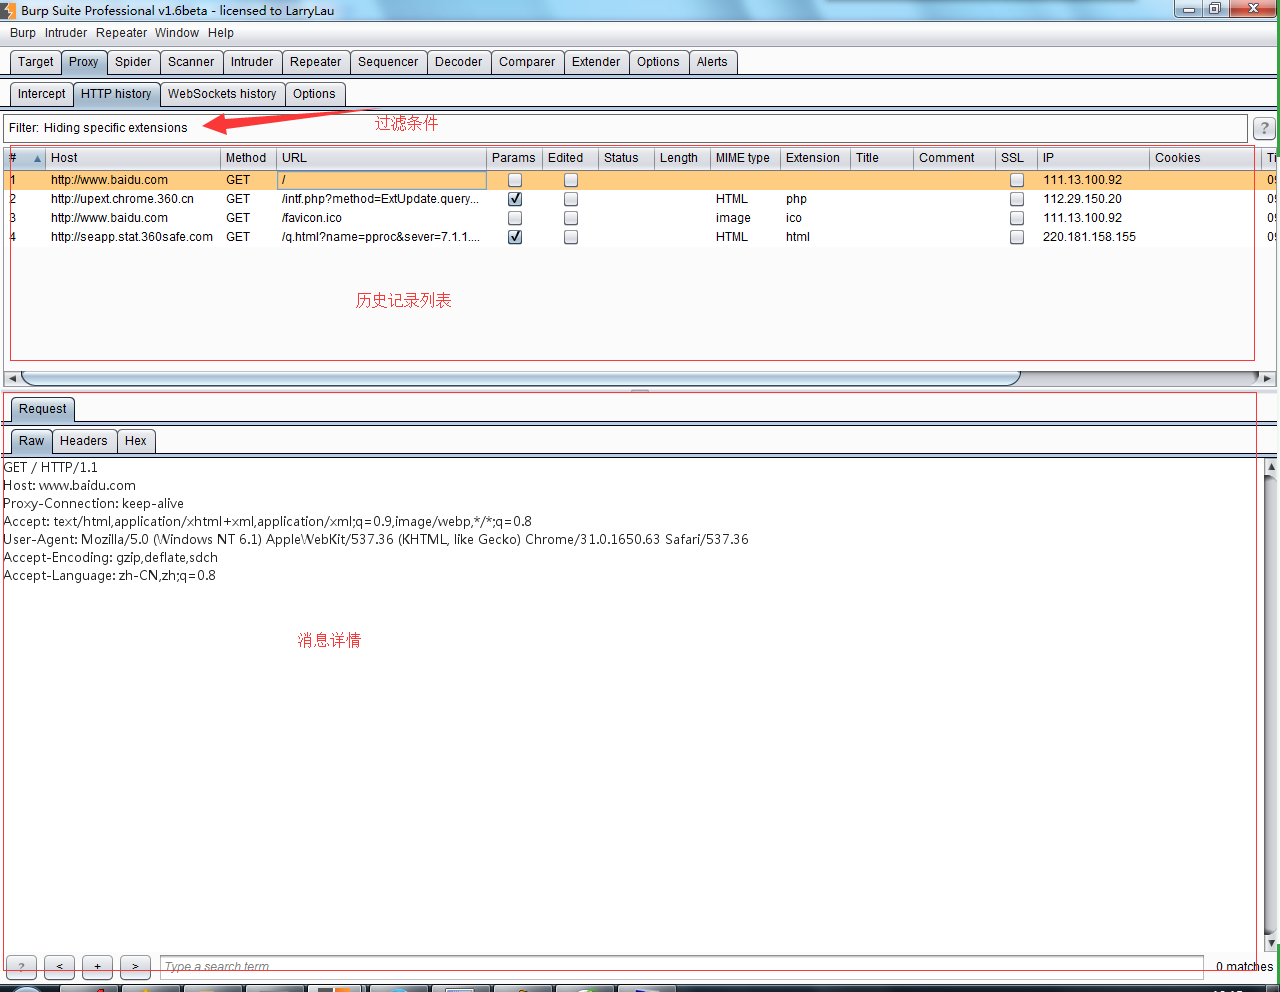 Burp Suite Professional v1.6beta - licensed to LarryLau
Burp Intruder Repeater Window Help
Target Proxy Spider Scanner Intruder Repeater Sequencer Decoder Comparer Extender Options Alerts
Intercept HTTP history WebSockets history Options
Filter: Hiding specific extensions 过滤条件 ?
# Host Method URL Params Edited Status Length MIME type Extension Title Comment SSL IP Cookies
1 http://www.baidu.com GET / 111.13.100.92
2 http://upext.chrome.360.cn GET /intf.php?method=ExtUpdate.query... HTML php 112.29.150.20
3 http://www.baidu.com GET /favicon.ico image ico 111.13.100.92
4 http://seapp.stat.360safe.com GET /q.html?name=pproc&sever=7.1.1.... HTML html 220.181.158.155
历史记录列表
Request
Raw Headers Hex
GET / HTTP/1.1
Host: www.baidu.com
Proxy-Connection: keep-alive
Accept: text/html,application/xhtml+xml,application/xml;q=0.9,image/webp,*/*;q=0.8
User-Agent: Mozilla/5.0 (Windows NT 6.1) AppleWebKit/537.36 (KHTML, like Gecko) Chrome/31.0.1650.63 Safari/537.36
Accept-Encoding: gzip,deflate,sdch
Accept-Language: zh-CN,zh;q=0.8
消息详情
? < + > Type a search term 0 matches